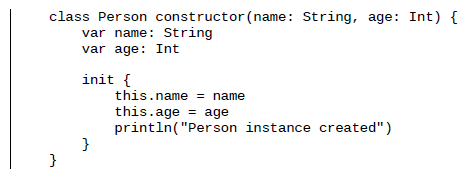 class Person constructor(name: String, age: Int) {
    var name: String
    var age: Int

    init {
        this.name = name
        this.age = age
        println("Person instance created")
    }
}